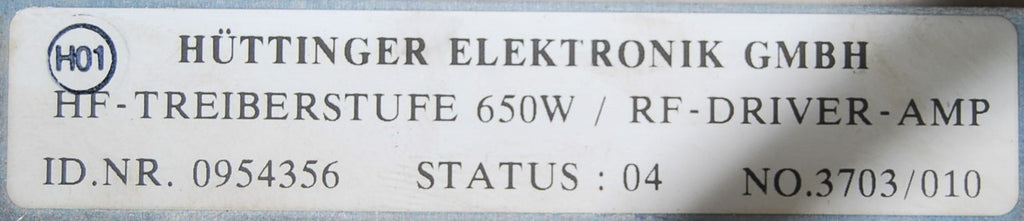 H01
HÜTTINGER ELEKTRONIK GMBH
HF-TREIBERSTUFE 650W / RF-DRIVER-AMP
ID.NR. 0954356 STATUS : 04 NO.3703/010